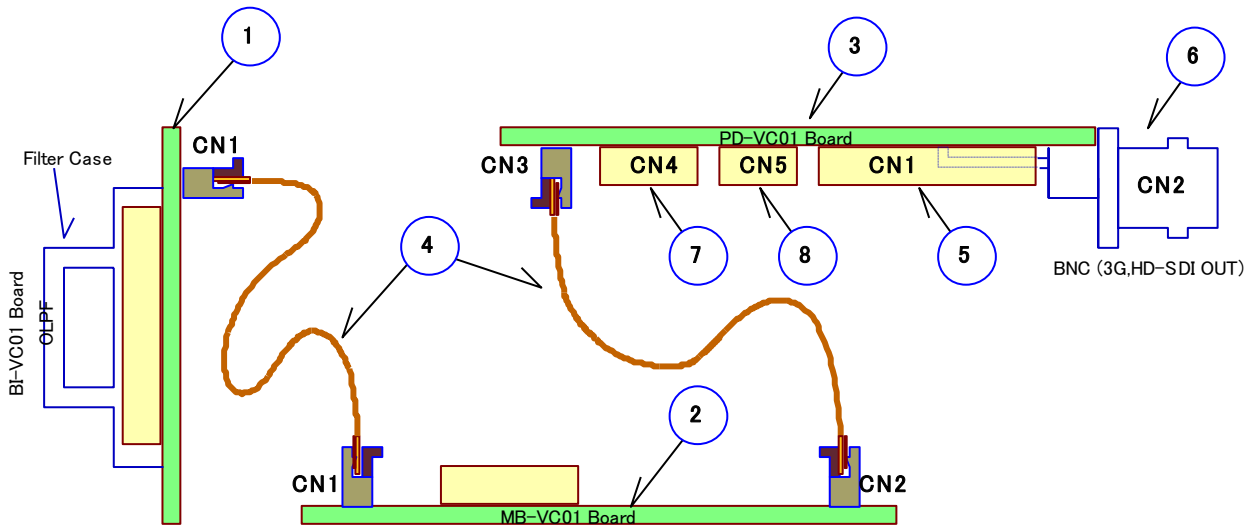 1
3
6
CN1
Filter Case
PD-VC01 Board
CN3
CN4
CN5
CN1
CN2
4
7
8
5
BNC (3G,HD-SDI OUT)
BI-VC01 Board
OLPF
2
CN1
CN2
MB-VC01 Board